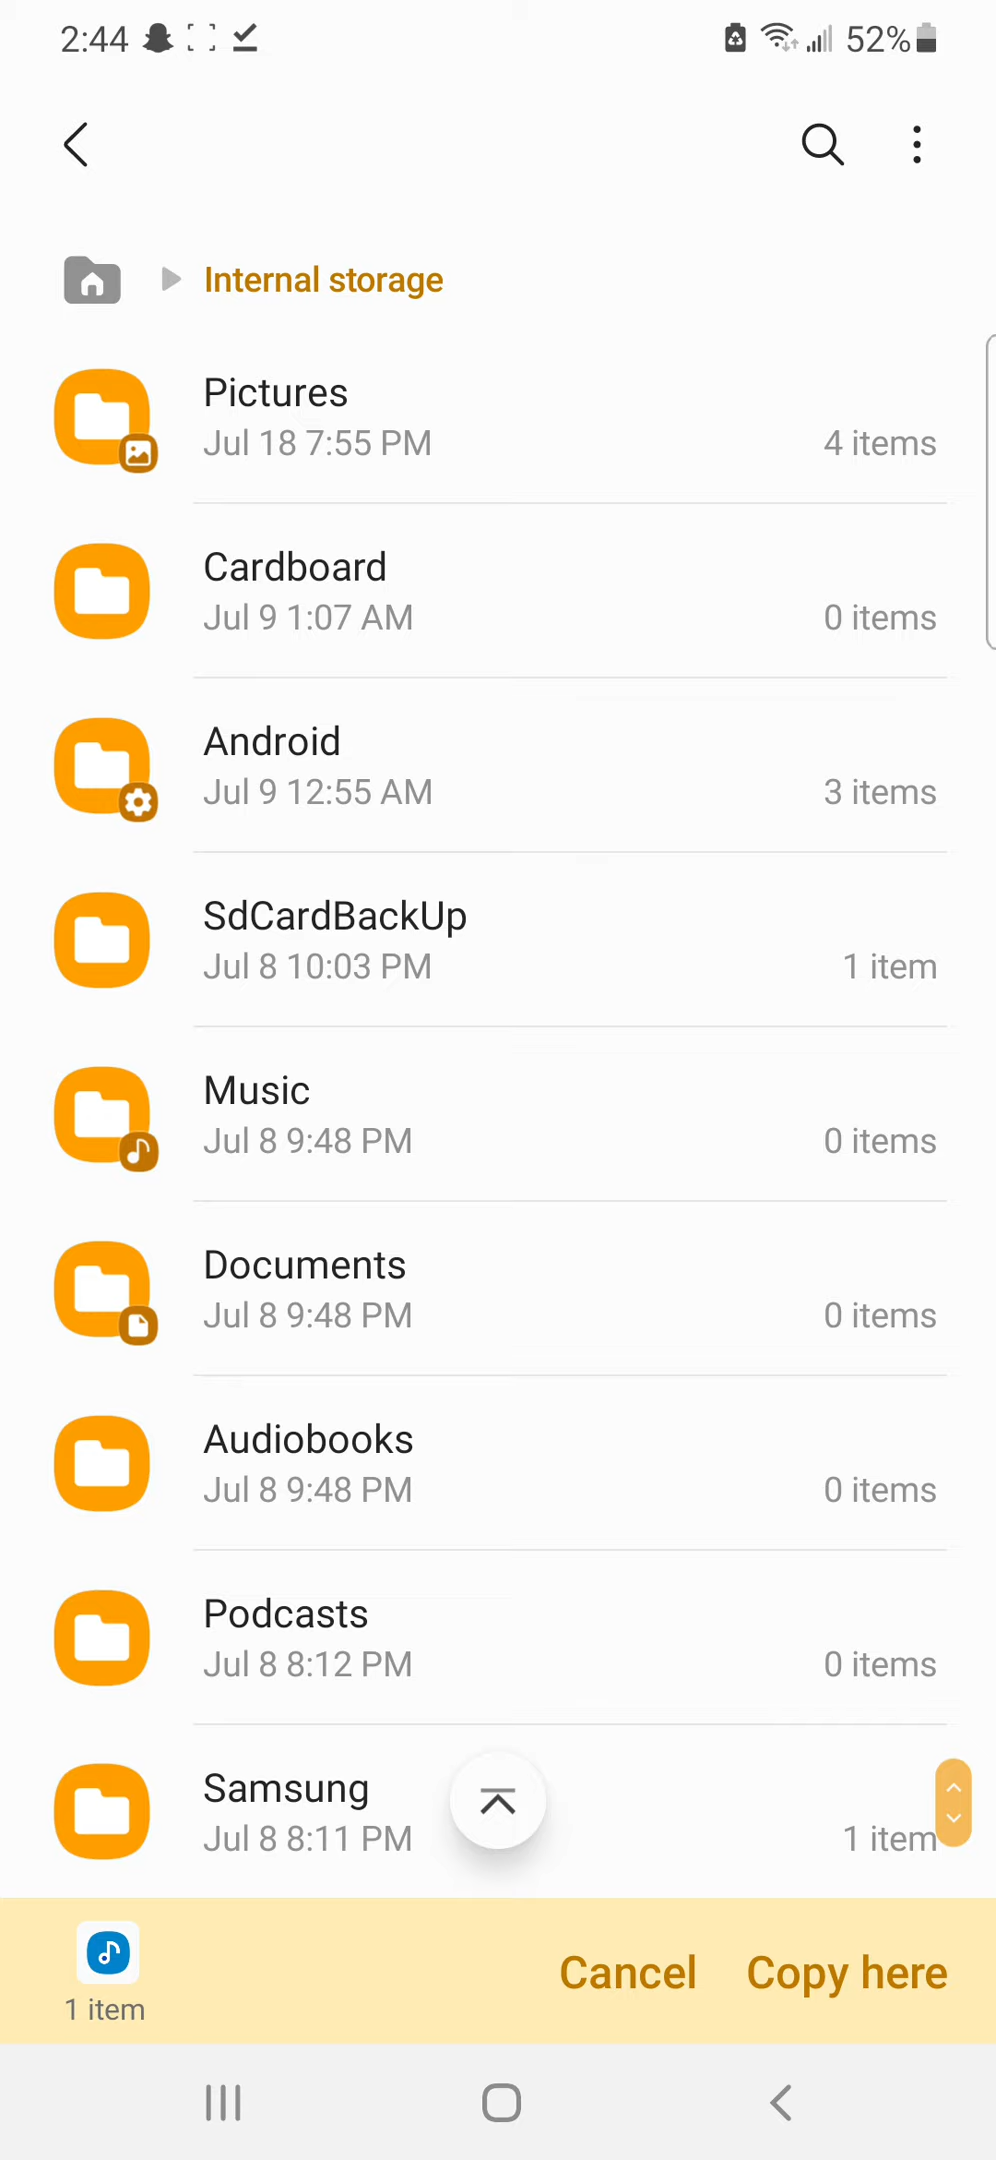 2:44
52%
Internal storage
Pictures
Jul 18 7:55 PM
4 items
Cardboard
Jul 9 1:07 AM
0 items
Android
Jul 9 12:55 AM
3 items
SdCardBackUp
Jul 8 10:03 PM
1 item
Music
Jul 8 9:48 PM
0 items
Documents
Jul 8 9:48 PM
0 items
Audiobooks
Jul 8 9:48 PM
0 items
Podcasts
Jul 8 8:12 PM
0 items
Samsung
Jul 8 8:11 PM
1 item
1 item
Cancel
Copy here